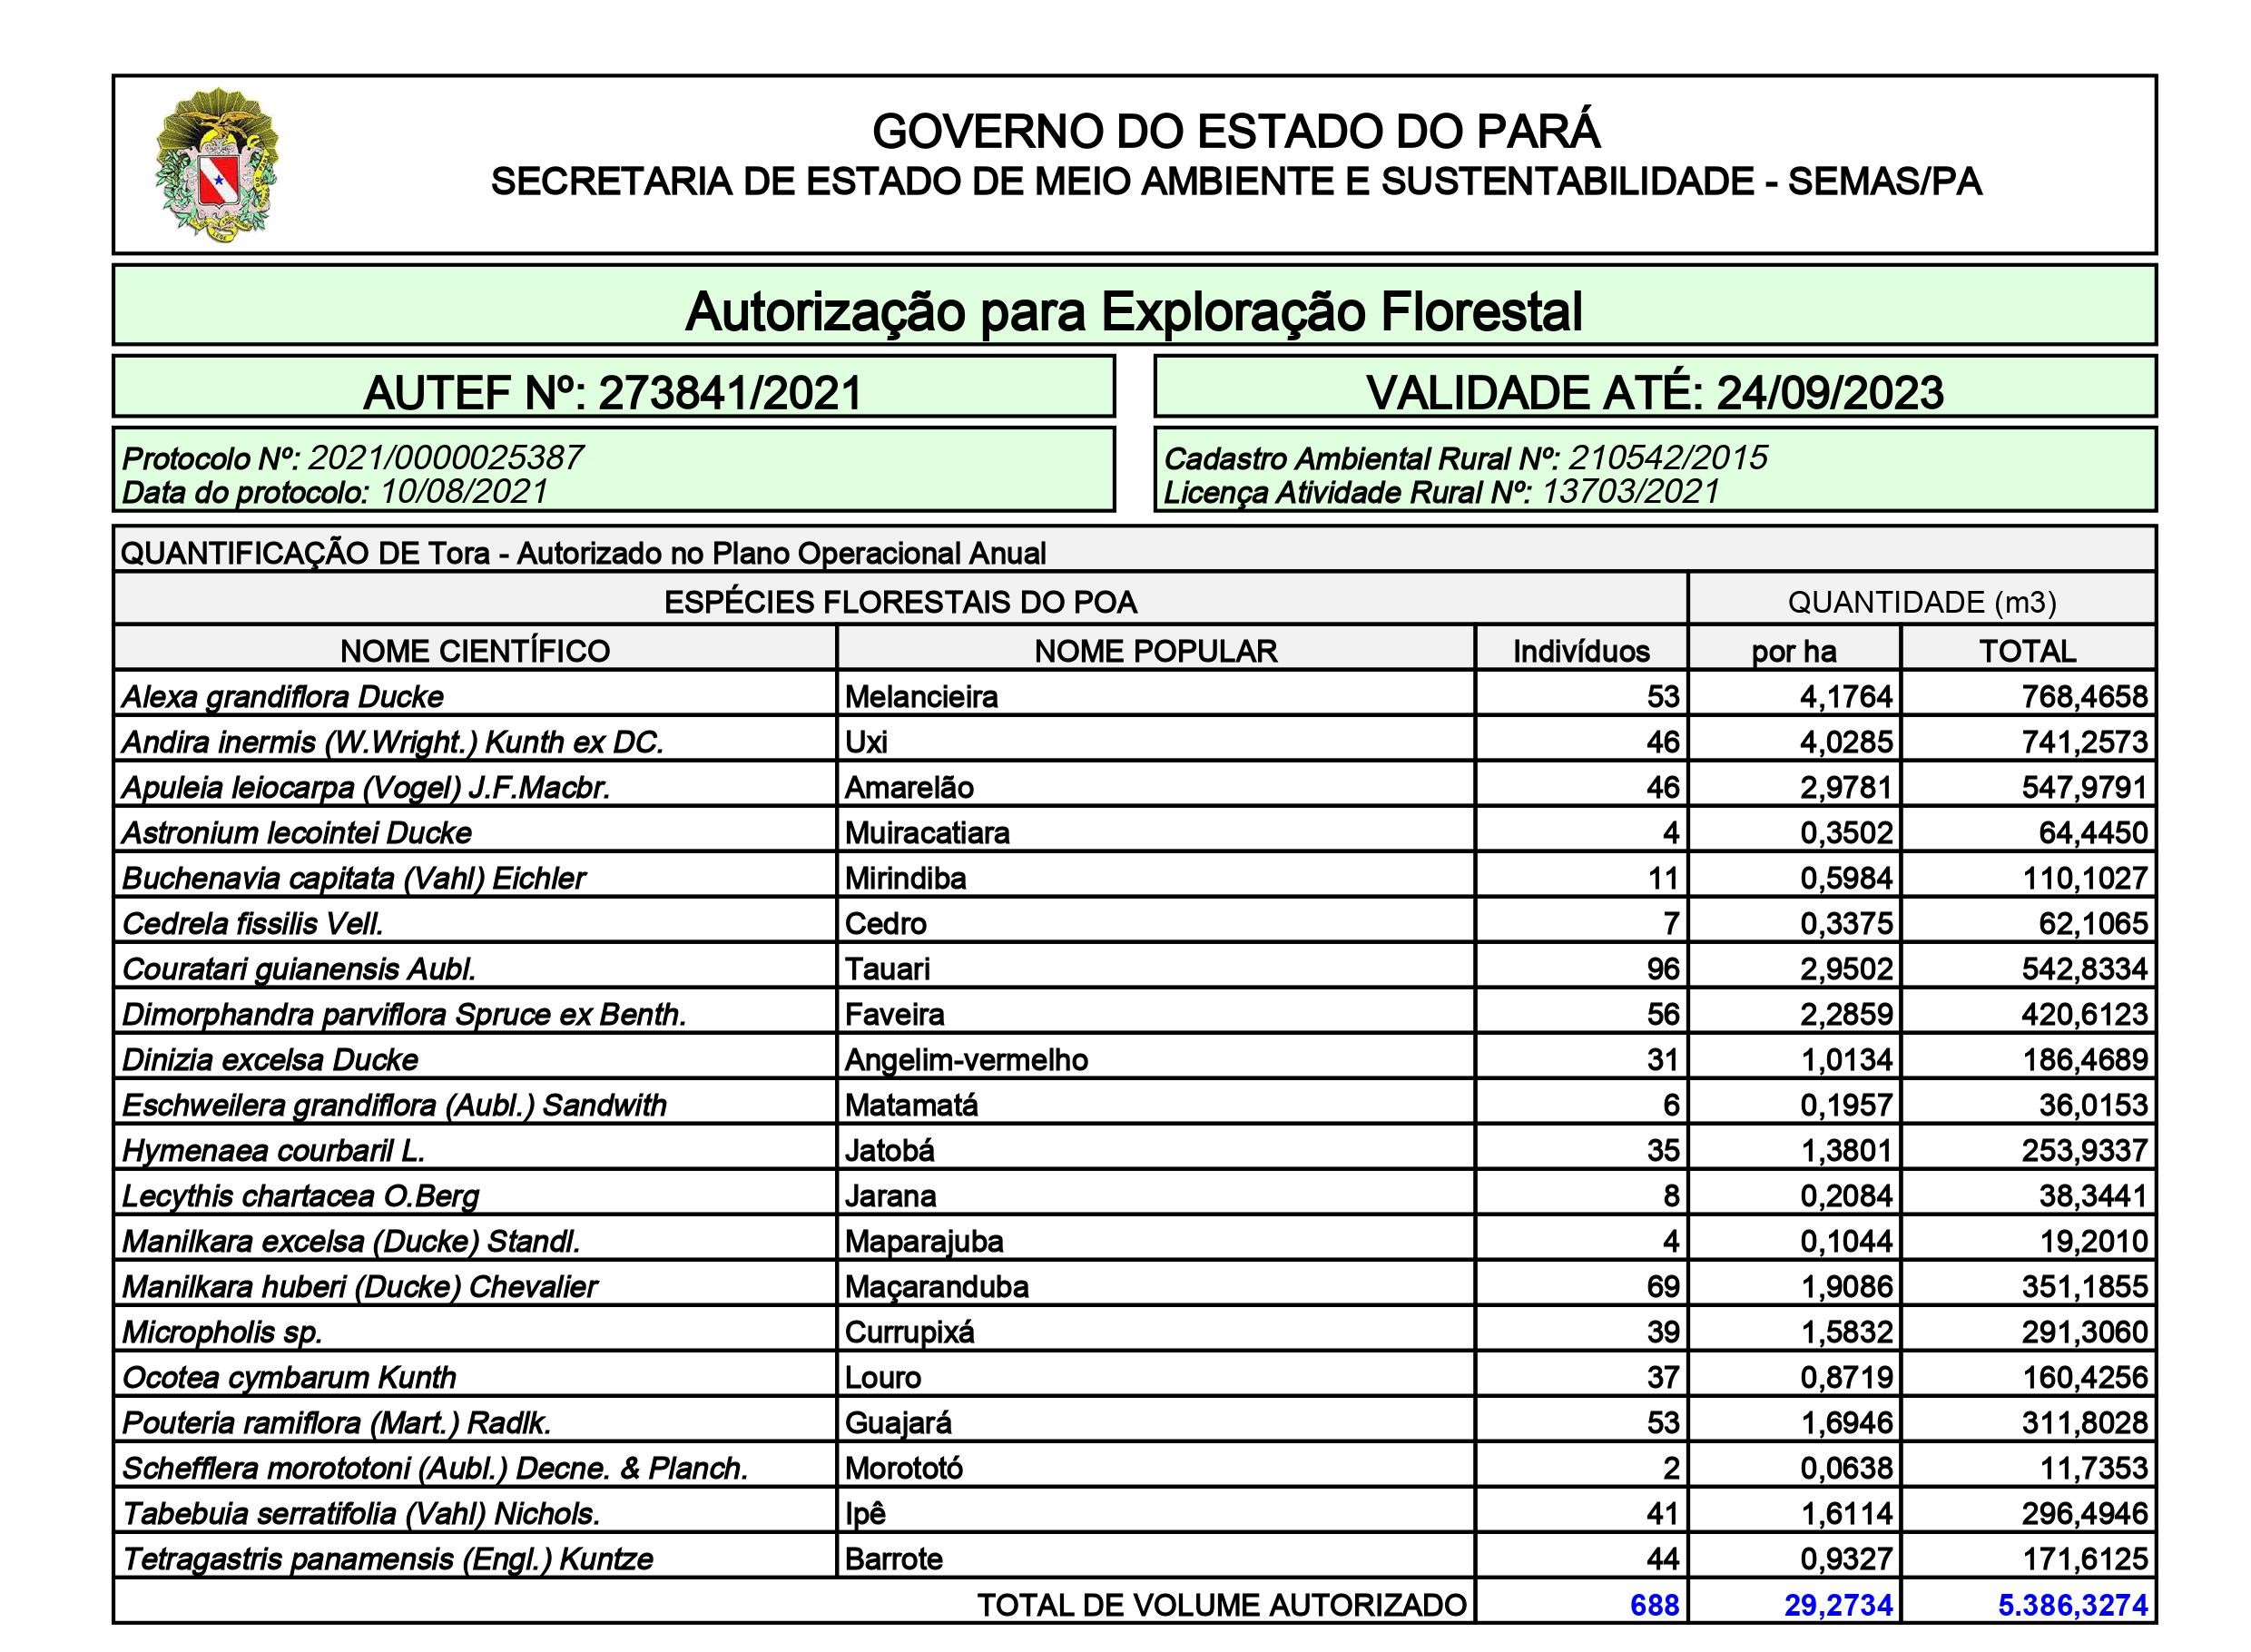 GOVERNO DO ESTADO DO PARÁ
SECRETARIA DE ESTADO DE MEIO AMBIENTE E SUSTENTABILIDADE - SEMAS/PA
Autorização para Exploração Florestal
AUTEF Nº: 273841/2021
VALIDADE ATÉ: 24/09/2023
Protocolo Nº: 2021/0000025387
Data do protocolo: 10/08/2021
Cadastro Ambiental Rural Nº: 210542/2015
Licença Atividade Rural Nº: 13703/2021
QUANTIFICAÇÃO DE Tora - Autorizado no Plano Operacional Anual
ESPÉCIES FLORESTAIS DO POA QUANTIDADE (m3)
NOME CIENTÍFICO NOME POPULAR Indivíduos por ha TOTAL
Alexa grandiflora Ducke Melancieira 53 4,1764 768,4658
Andira inermis (W.Wright.) Kunth ex DC. Uxi 46 4,0285 741,2573
Apuleia leiocarpa (Vogel) J.F.Macbr. Amarelão 46 2,9781 547,9791
Astronium lecointei Ducke Muiracatiara 4 0,3502 64,4450
Buchenavia capitata (Vahl) Eichler Mirindiba 11 0,5984 110,1027
Cedrela fissilis Vell. Cedro 7 0,3375 62,1065
Couratari guianensis Aubl. Tauari 96 2,9502 542,8334
Dimorphandra parviflora Spruce ex Benth. Faveira 56 2,2859 420,6123
Dinizia excelsa Ducke Angelim-vermelho 31 1,0134 186,4689
Eschweilera grandiflora (Aubl.) Sandwith Matamatá 6 0,1957 36,0153
Hymenaea courbaril L. Jatobá 35 1,3801 253,9337
Lecythis chartacea O.Berg Jarana 8 0,2084 38,3441
Manilkara excelsa (Ducke) Standl. Maparajuba 4 0,1044 19,2010
Manilkara huberi (Ducke) Chevalier Maçaranduba 69 1,9086 351,1855
Micropholis sp. Currupixá 39 1,5832 291,3060
Ocotea cymbarum Kunth Louro 37 0,8719 160,4256
Pouteria ramiflora (Mart.) Radlk. Guajará 53 1,6946 311,8028
Schefflera morototoni (Aubl.) Decne. & Planch. Morototó 2 0,0638 11,7353
Tabebuia serratifolia (Vahl) Nichols. Ipê 41 1,6114 296,4946
Tetragastris panamensis (Engl.) Kuntze Barrote 44 0,9327 171,6125
TOTAL DE VOLUME AUTORIZADO 688 29,2734 5.386,3274